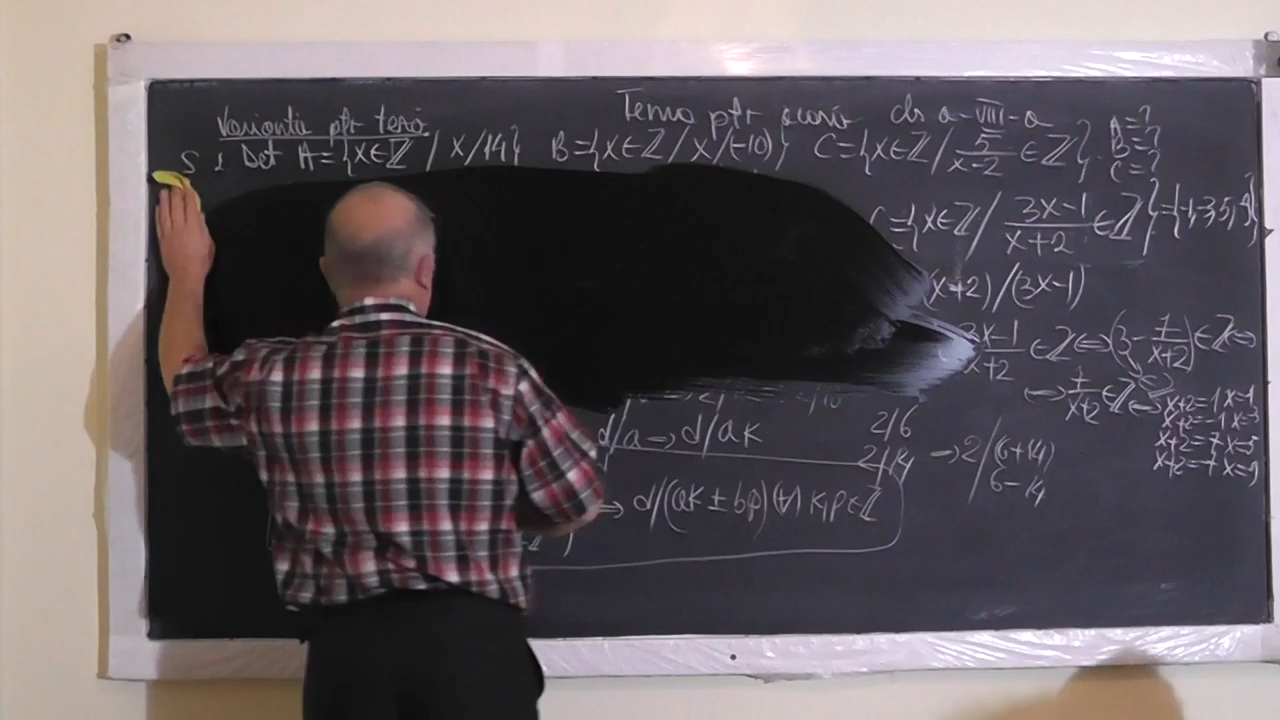 Tema ptr acasă cls a-VIII-a
Variantă ptr teză
S1 Det A={x∈ℤ / x/14} B={x∈ℤ / x/(-10)} C={x∈ℤ / 5/(x-2) ∈ℤ} A=? B=? C=?
C={x∈ℤ / (3x-1)/(x+2) ∈ℤ}={-1,-3,5,-9}
(x+2)/(3x-1)
(3x-1)/(x+2) ∈ℤ⇔(3-7/(x+2))∈ℤ⇔
⇔ 7/(x+2) ∈ℤ⇔ x+2=1 x=-1
x+2=-1 x=-3
x+2=7 x=5
x+2=-7 x=-9
d/a→d/ak
2/6
2/14 →2/(6+14)
6-14
⇒ d/(ak±bp)(∀) k,p∈ℤ